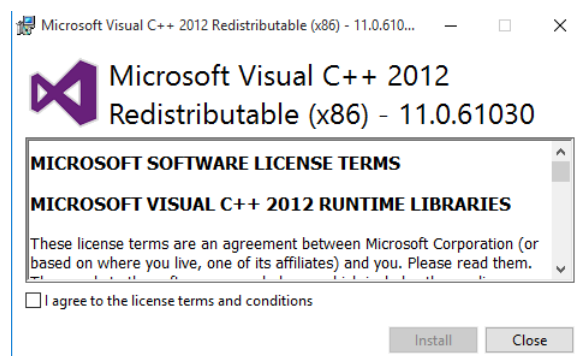 Microsoft Visual C++ 2012 Redistributable (x86) - 11.0.610...
Microsoft Visual C++ 2012
Redistributable (x86) - 11.0.61030
MICROSOFT SOFTWARE LICENSE TERMS
MICROSOFT VISUAL C++ 2012 RUNTIME LIBRARIES
These license terms are an agreement between Microsoft Corporation (or
based on where you live, one of its affiliates) and you. Please read them.
I agree to the license terms and conditions
Install
Close